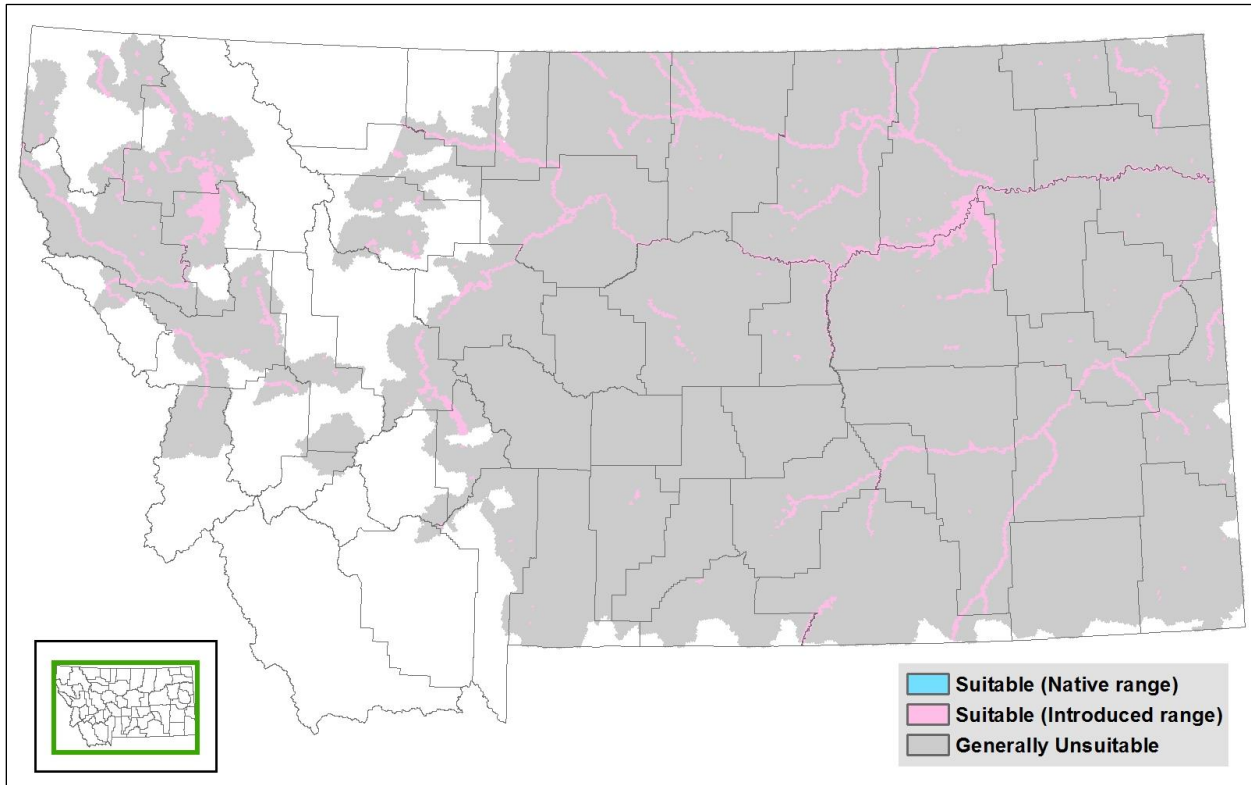 Suitable (Native range)
Suitable (Introduced range)
Generally Unsuitable